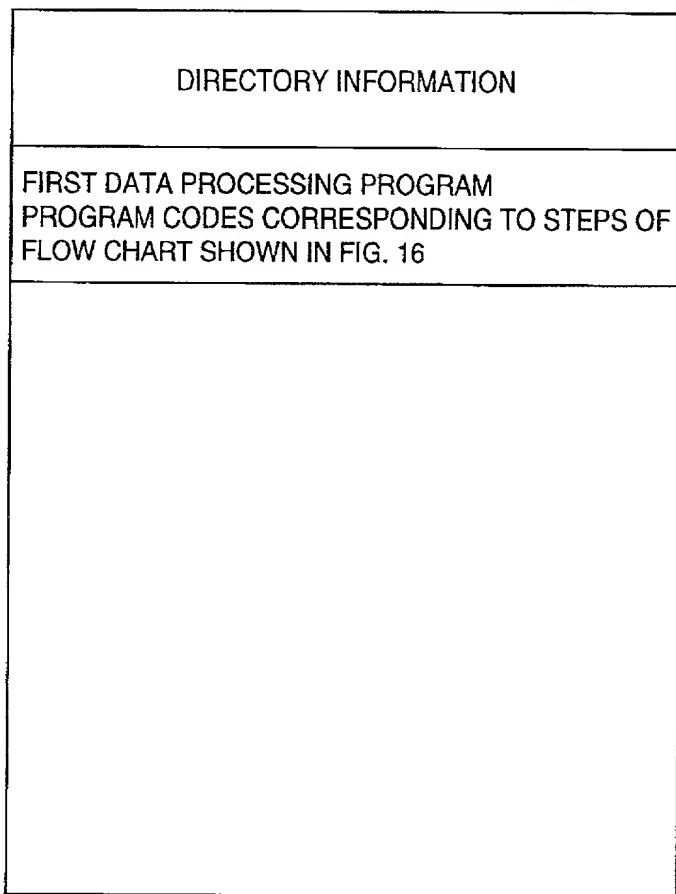 DIRECTORY INFORMATION
FIRST DATA PROCESSING PROGRAM
PROGRAM CODES CORRESPONDING TO STEPS OF
FLOW CHART SHOWN IN FIG. 16